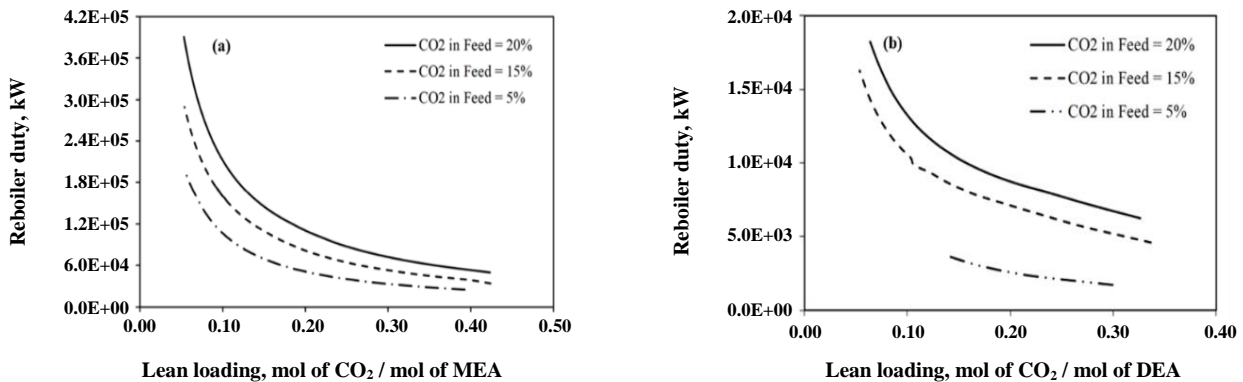 (a)
CO2 in Feed = 20%
CO2 in Feed = 15%
CO2 in Feed = 5%
Reboiler duty, kW
4.2E+05
3.6E+05
3.0E+05
2.4E+05
1.8E+05
1.2E+05
6.0E+04
0.0E+00
0.00 0.10 0.20 0.30 0.40 0.50
Lean loading, mol of CO₂ / mol of MEA
(b)
CO2 in Feed = 20%
CO2 in Feed = 15%
CO2 in Feed = 5%
Reboiler duty, kW
2.0E+04
1.5E+04
1.0E+04
5.0E+03
0.0E+00
0.00 0.10 0.20 0.30 0.40
Lean loading, mol of CO₂ / mol of DEA